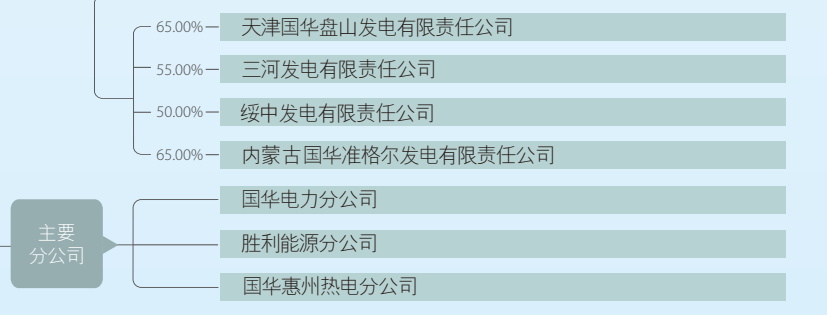 65.00% 天津国华盘山发电有限责任公司
55.00% 三河发电有限责任公司
50.00% 绥中发电有限责任公司
65.00% 内蒙古国华准格尔发电有限责任公司
主要
分公司
国华电力分公司
胜利能源分公司
国华惠州热电分公司